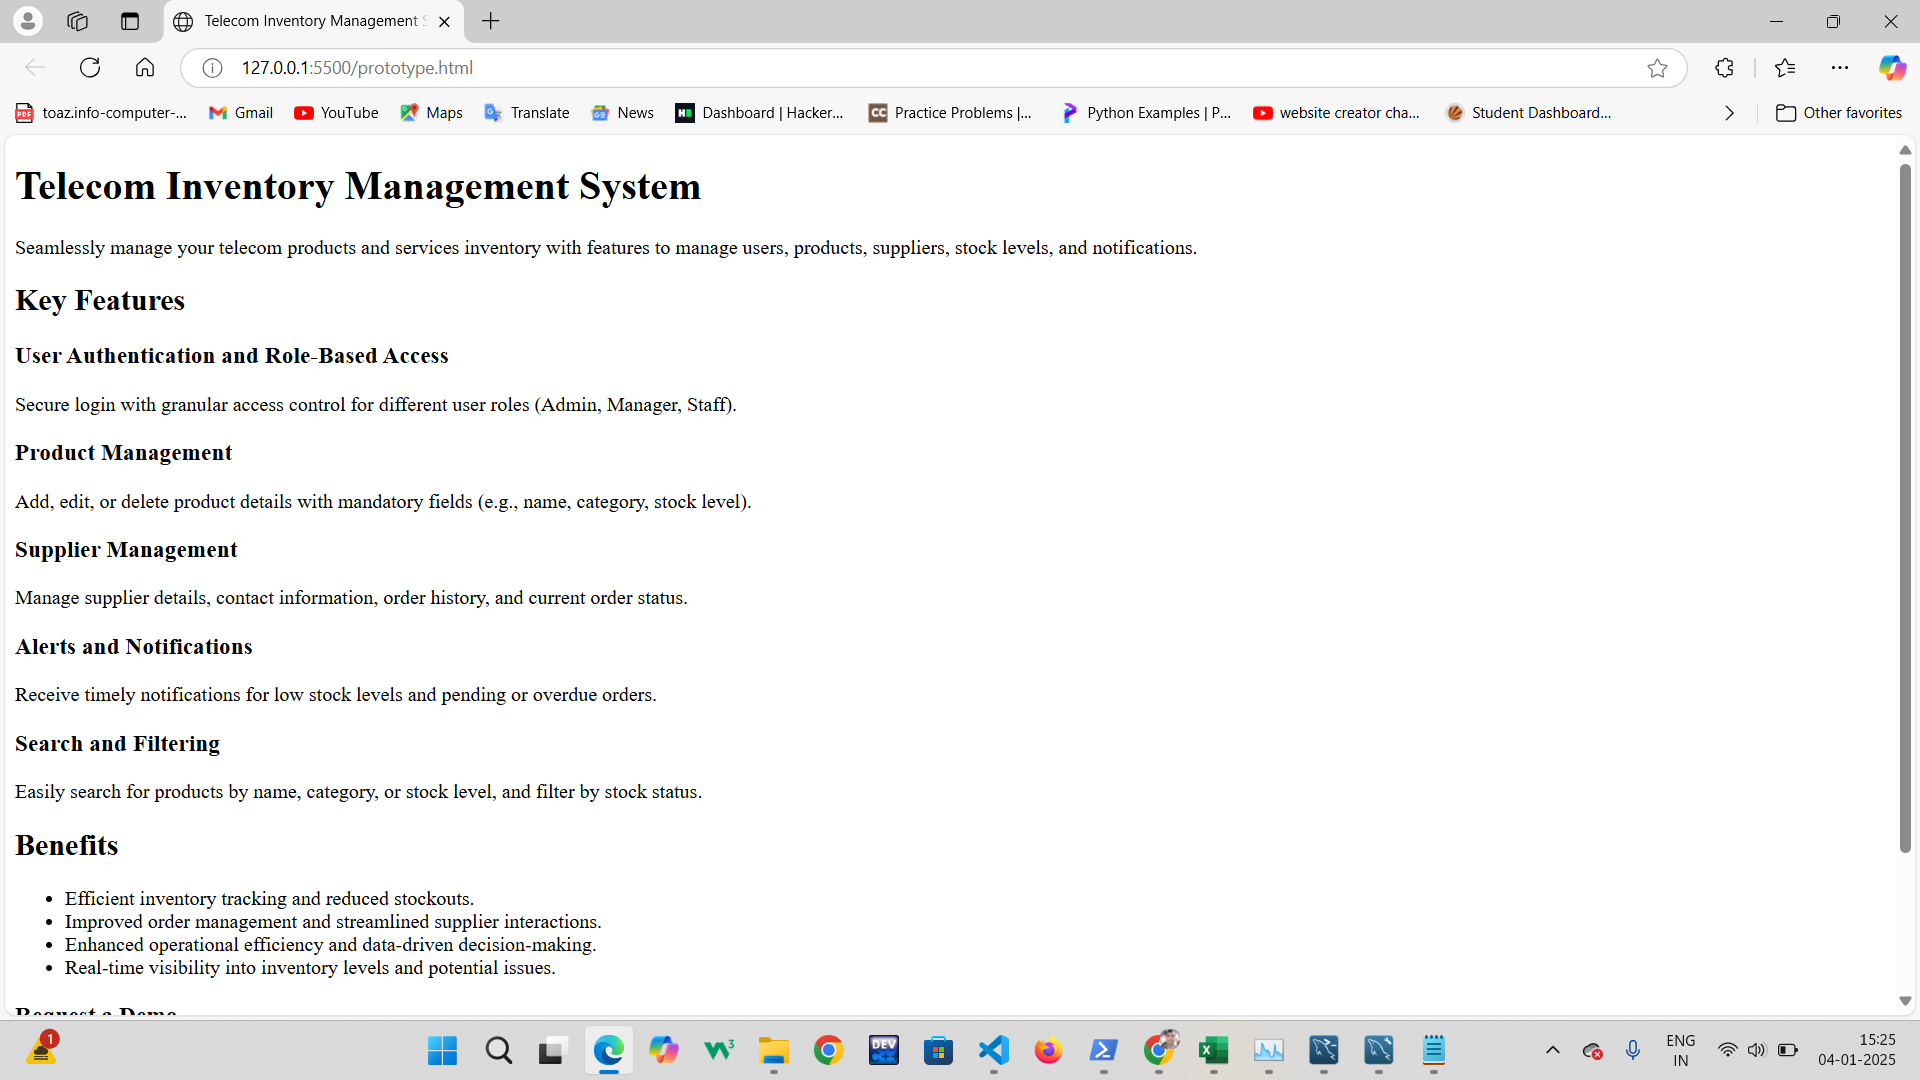 Telecom Inventory Management S
127.0.0.1:5500/prototype.html
toaz.info-computer-...
Gmail
YouTube
Maps
Translate
News
Dashboard | Hacker...
Practice Problems |...
Python Examples | P...
website creator cha...
Student Dashboard...
Other favorites
Telecom Inventory Management System
Seamlessly manage your telecom products and services inventory with features to manage users, products, suppliers, stock levels, and notifications.
Key Features
User Authentication and Role-Based Access
Secure login with granular access control for different user roles (Admin, Manager, Staff).
Product Management
Add, edit, or delete product details with mandatory fields (e.g., name, category, stock level).
Supplier Management
Manage supplier details, contact information, order history, and current order status.
Alerts and Notifications
Receive timely notifications for low stock levels and pending or overdue orders.
Search and Filtering
Easily search for products by name, category, or stock level, and filter by stock status.
Benefits
• Efficient inventory tracking and reduced stockouts.
• Improved order management and streamlined supplier interactions.
• Enhanced operational efficiency and data-driven decision-making.
• Real-time visibility into inventory levels and potential issues.
Request a Demo
1
DEV C++
ENG
IN
15:25
04-01-2025